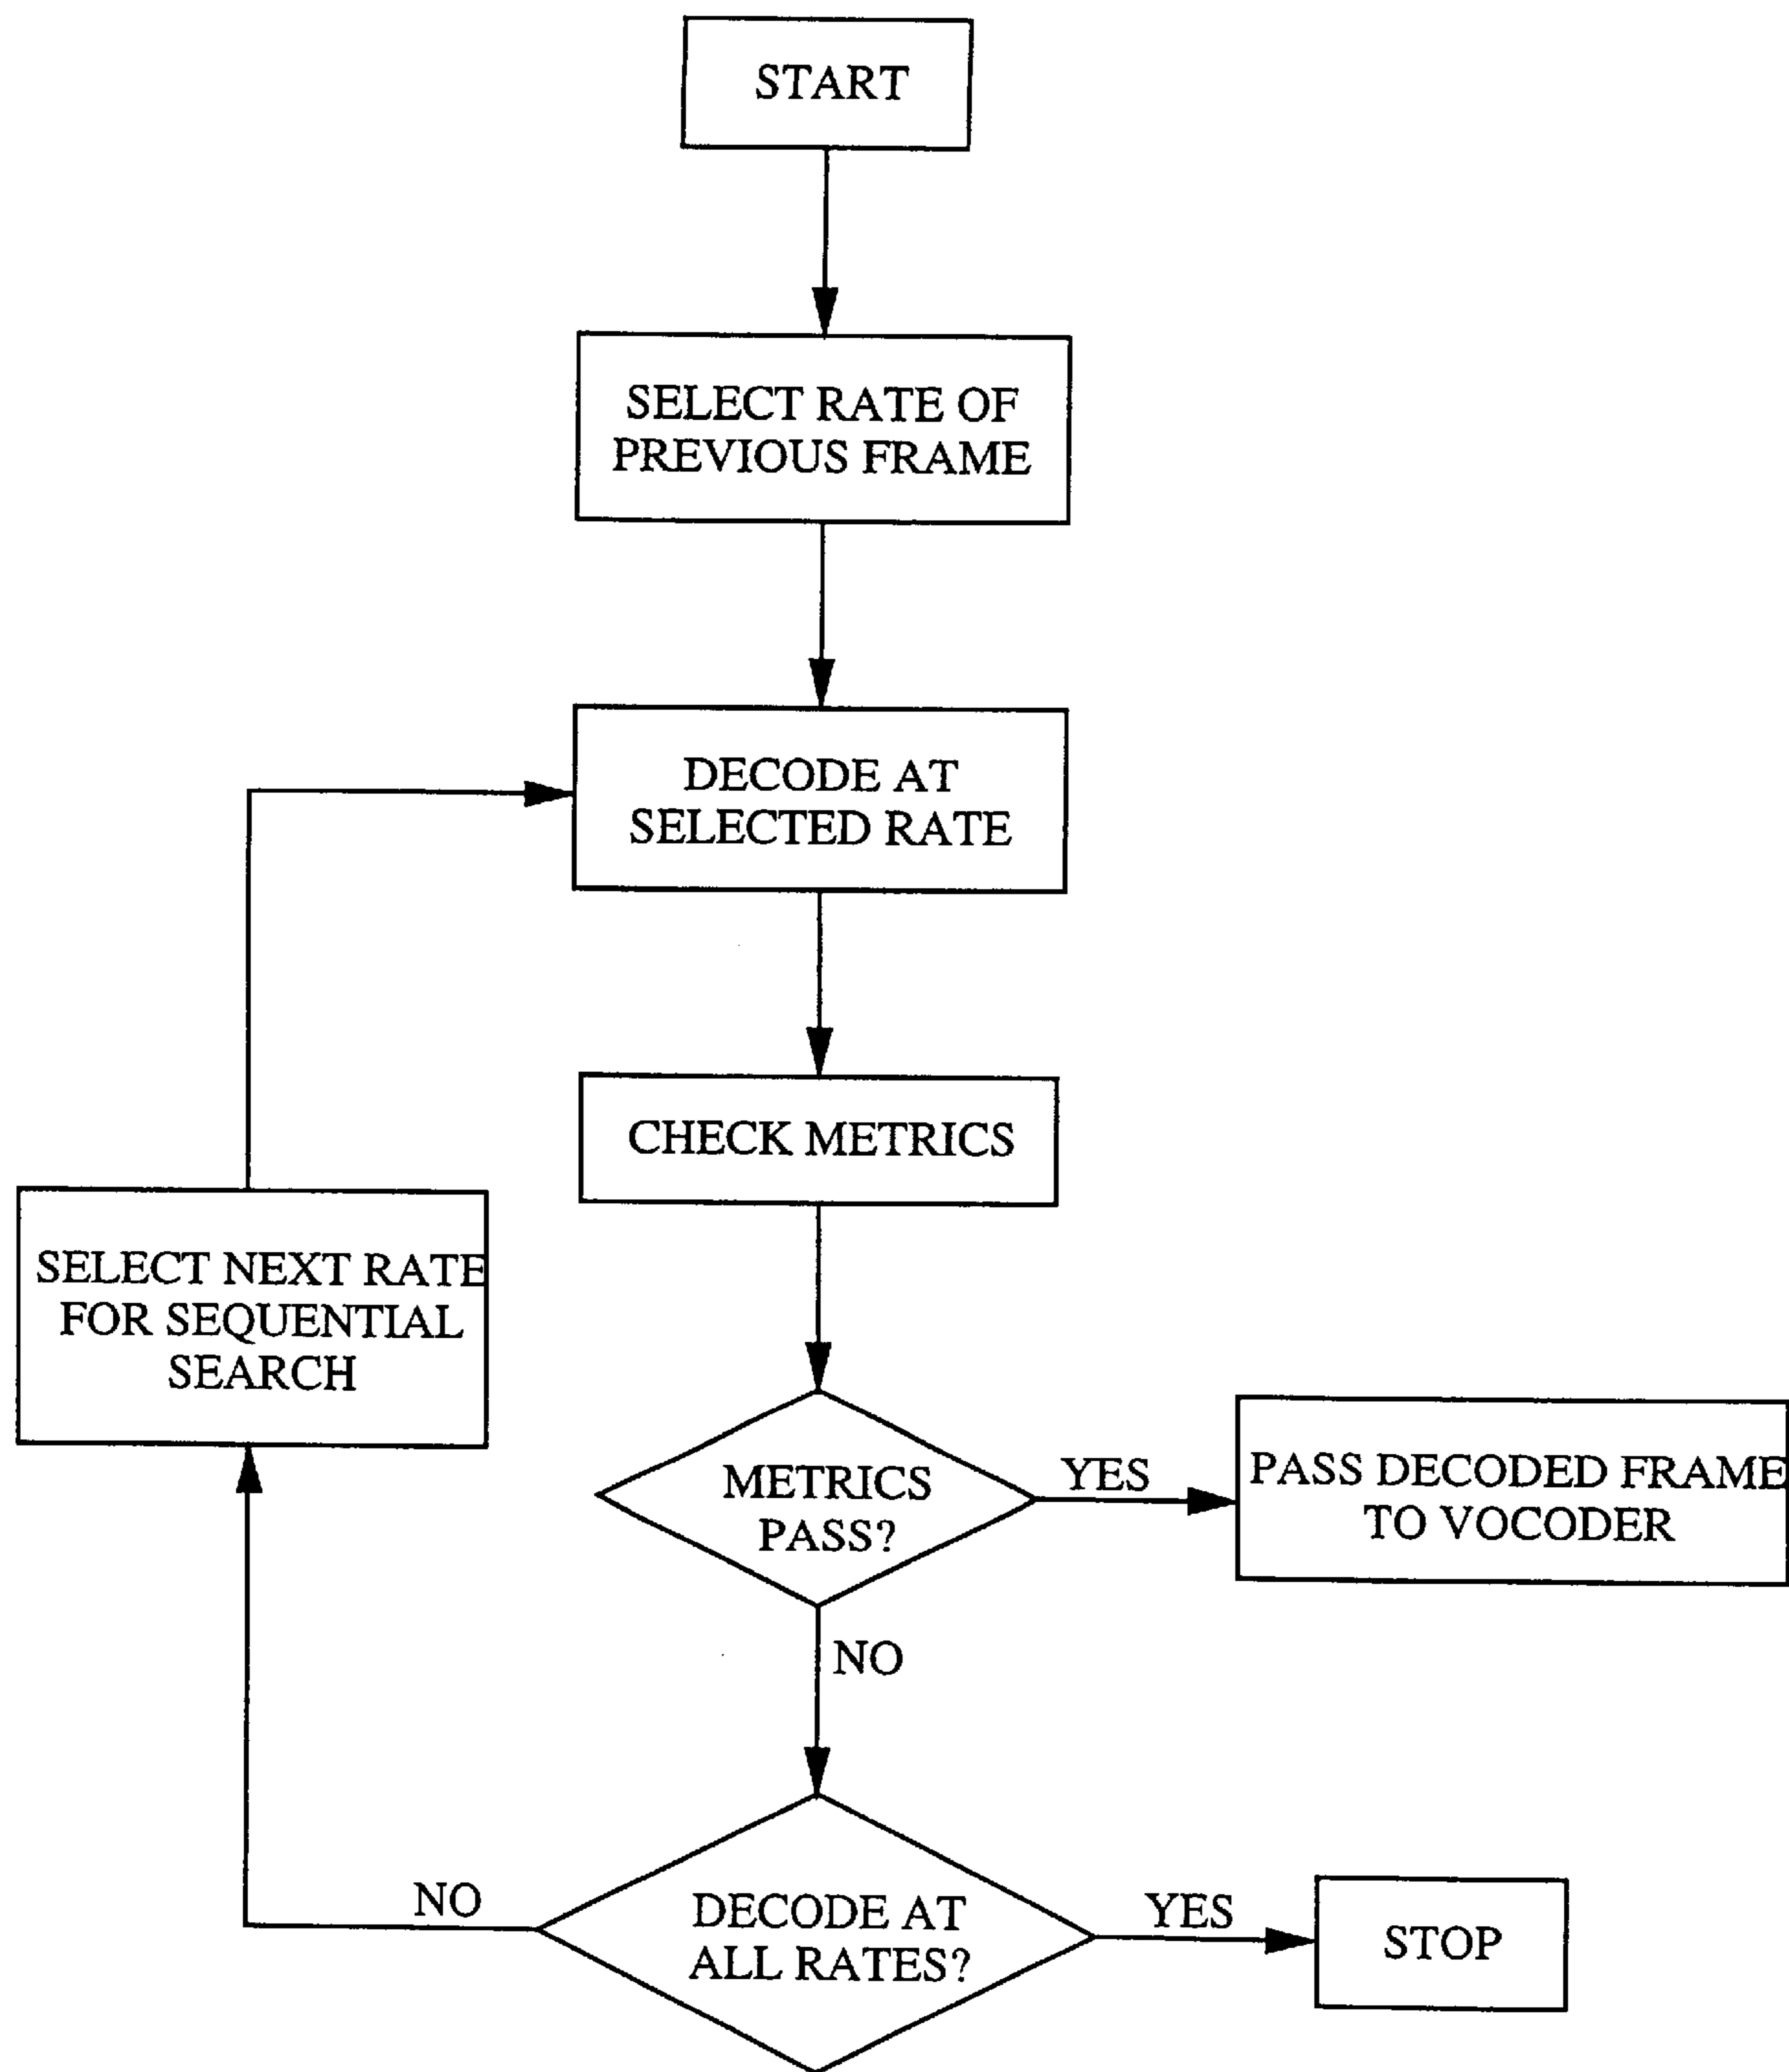 START
SELECT RATE OF
PREVIOUS FRAME
DECODE AT
SELECTED RATE
CHECK METRICS
SELECT NEXT RATE
FOR SEQUENTIAL
SEARCH
METRICS
PASS?
YES
PASS DECODED FRAME
TO VOCODER
NO
DECODE AT
ALL RATES?
NO
YES
STOP